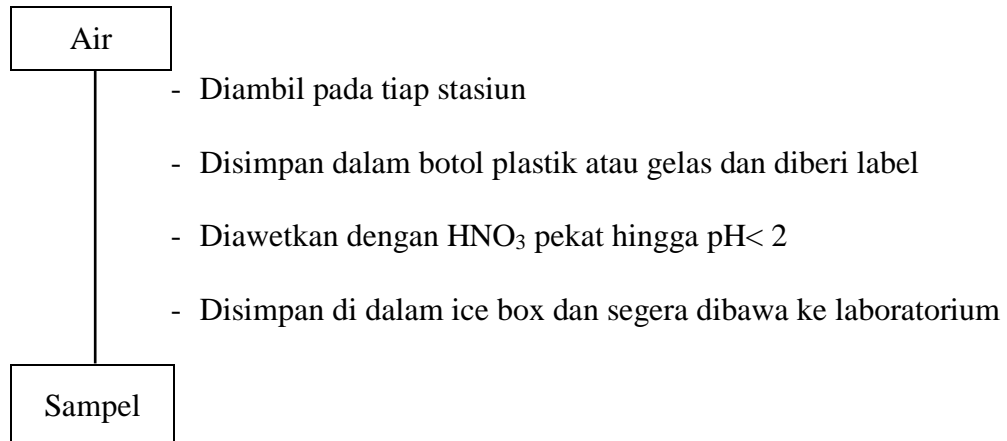 Air
- Diambil pada tiap stasiun
- Disimpan dalam botol plastik atau gelas dan diberi label
- Diawetkan dengan HNO₃ pekat hingga pH< 2
- Disimpan di dalam ice box dan segera dibawa ke laboratorium
Sampel